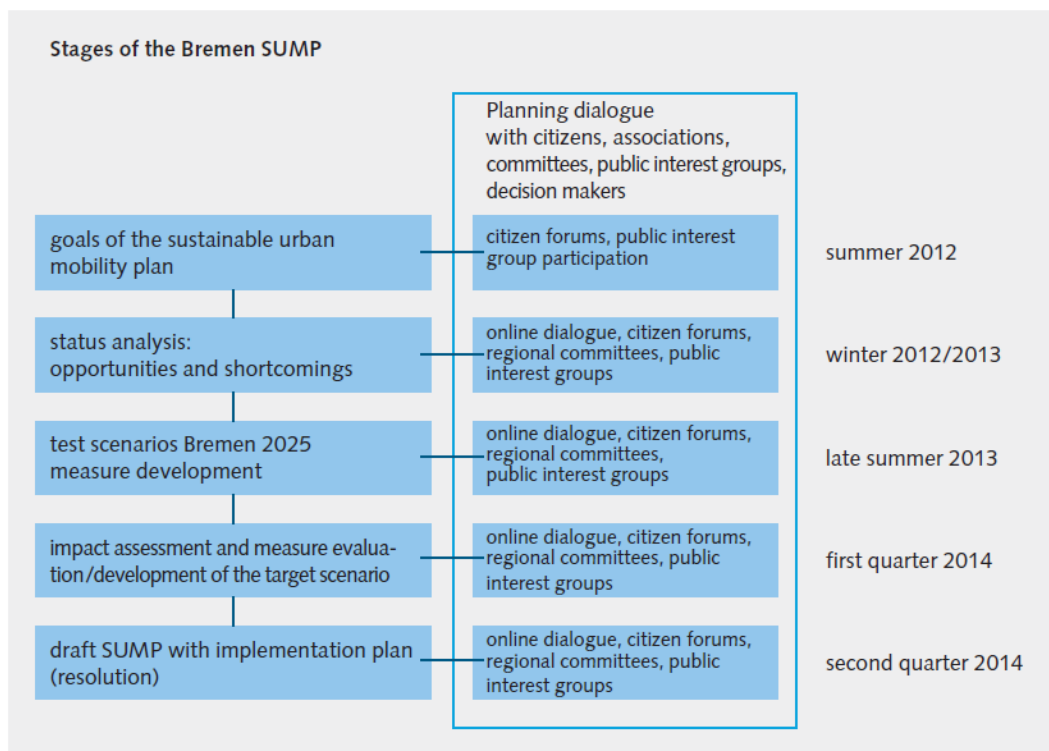 Stages of the Bremen SUMP
Planning dialogue
with citizens, associations,
committees, public interest groups,
decision makers
goals of the sustainable urban
mobility plan
citizen forums, public interest
group participation
summer 2012
status analysis:
opportunities and shortcomings
online dialogue, citizen forums,
regional committees, public
interest groups
winter 2012/2013
test scenarios Bremen 2025
measure development
online dialogue, citizen forums,
regional committees,
public interest groups
late summer 2013
impact assessment and measure evalua-
tion/development of the target scenario
online dialogue, citizen forums,
regional committees, public
interest groups
first quarter 2014
draft SUMP with implementation plan
(resolution)
online dialogue, citizen forums,
regional committees, public
interest groups
second quarter 2014